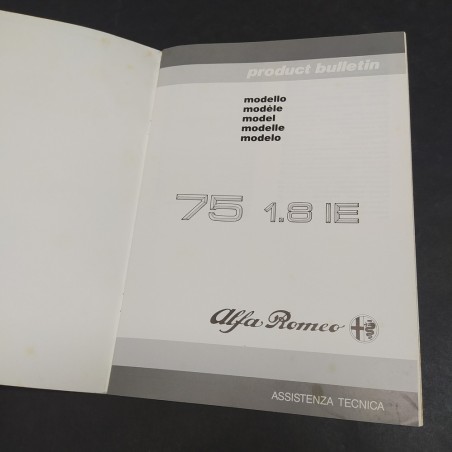 product bulletin
modello
modèle
model
modelle
modelo
75 1.8 IE
Alfa Romeo
ASSISTENZA TECNICA